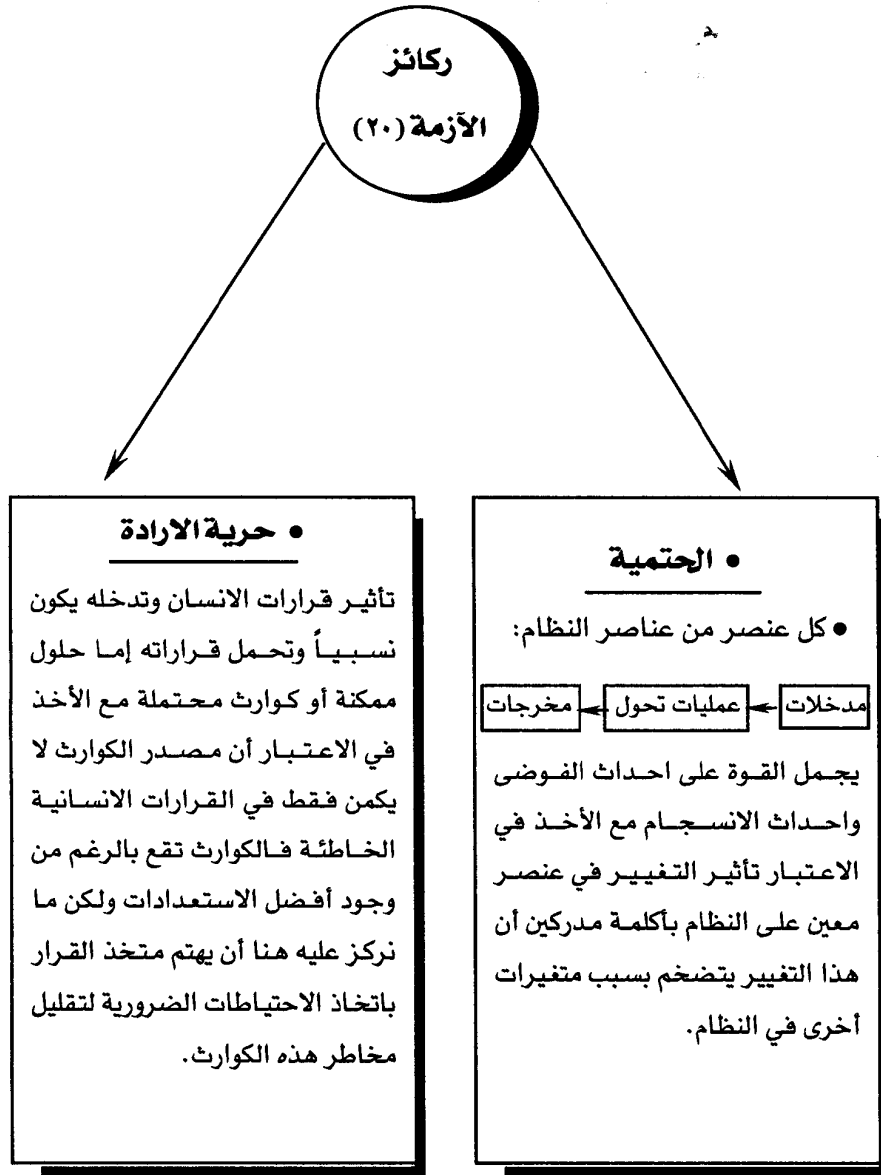 ركائز
الآزمة (٢٠)
• الحتمية
• كل عنصر من عناصر النظام:
مدخلات
عمليات تحول
مخرجات
يجمل القوة على احداث الفوضى
واحداث الانسجام مع الأخذ في
الاعتبار تأثير التغيير في عنصر
معين على النظام بأكلمة مدركين أن
هذا التغيير يتضخم بسبب متغيرات
أخرى في النظام.
• حرية الارادة
تأثير قرارات الانسان وتدخله يكون
نسبياً وتحمل قراراته إما حلول
ممكنة أو كوارث محتملة مع الأخذ
في الاعتبار أن مصدر الكوارث لا
يكمن فقط في القرارات الانسانية
الخاطئة فالكوارث تقع بالرغم من
وجود أفضل الاستعدادات ولكن ما
نركز عليه هنا أن يهتم متخذ القرار
باتخاذ الاحتياطات الضرورية لتقليل
مخاطر هذه الكوارث.